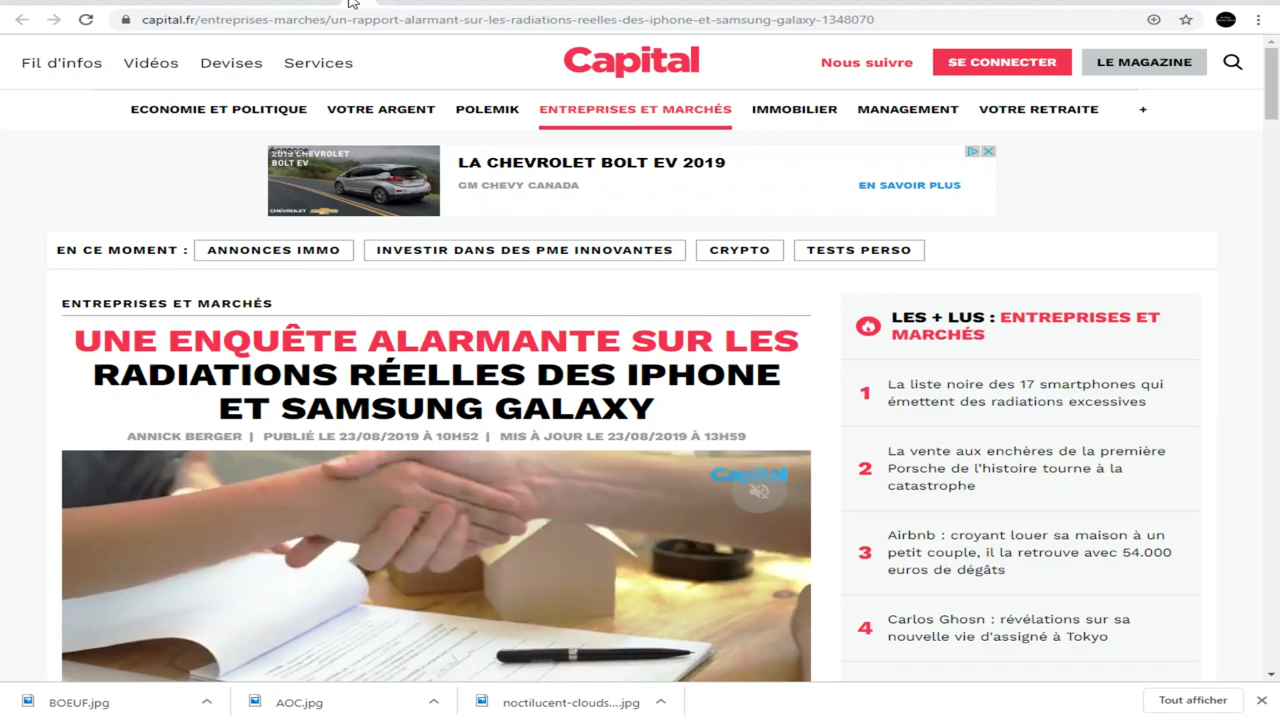 capital.fr/entreprises-marches/un-rapport-alarmant-sur-les-radiations-reelles-des-iphone-et-samsung-galaxy-1348070
Fil d'infos Vidéos Devises Services
Capital
Nous suivre SE CONNECTER LE MAGAZINE
ECONOMIE ET POLITIQUE VOTRE ARGENT POLEMIK ENTREPRISES ET MARCHÉS IMMOBILIER MANAGEMENT VOTRE RETRAITE +
Annonce
2019 CHEVROLET
BOLT EV
CHEVROLET
LA CHEVROLET BOLT EV 2019
GM CHEVY CANADA
EN SAVOIR PLUS
EN CE MOMENT : ANNONCES IMMO INVESTIR DANS DES PME INNOVANTES CRYPTO TESTS PERSO
ENTREPRISES ET MARCHÉS
UNE ENQUÊTE ALARMANTE SUR LES
RADIATIONS RÉELLES DES IPHONE
ET SAMSUNG GALAXY
ANNICK BERGER | PUBLIÉ LE 23/08/2019 À 10H52 | MIS À JOUR LE 23/08/2019 À 13H59
Capital
LES + LUS : ENTREPRISES ET
MARCHÉS
1 La liste noire des 17 smartphones qui
émettent des radiations excessives
2 La vente aux enchères de la première
Porsche de l'histoire tourne à la
catastrophe
3 Airbnb : croyant louer sa maison à un
petit couple, il la retrouve avec 54.000
euros de dégâts
4 Carlos Ghosn : révélations sur sa
nouvelle vie d'assigné à Tokyo
BOEUF.jpg AOC.jpg noctilucent-clouds....jpg Tout afficher